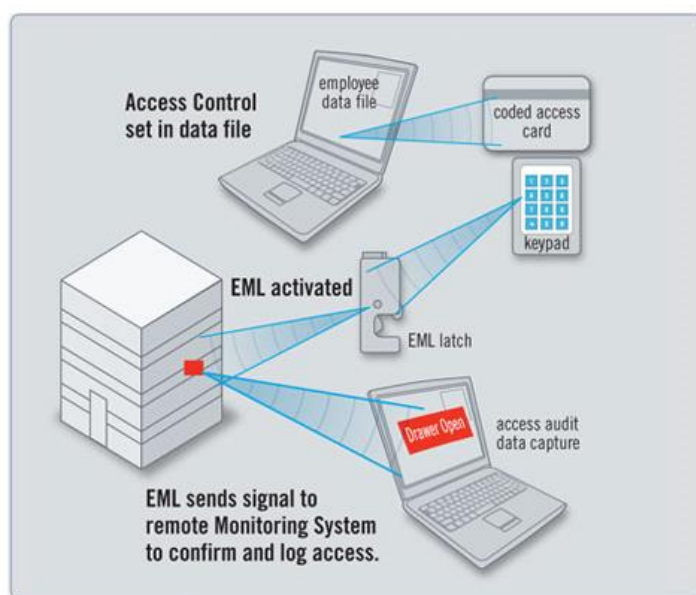 employee
data file
Access Control
set in data file
coded access
card
keypad
EML activated
EML latch
Drawer Open
access audit
data capture
EML sends signal to
remote Monitoring System
to confirm and log access.